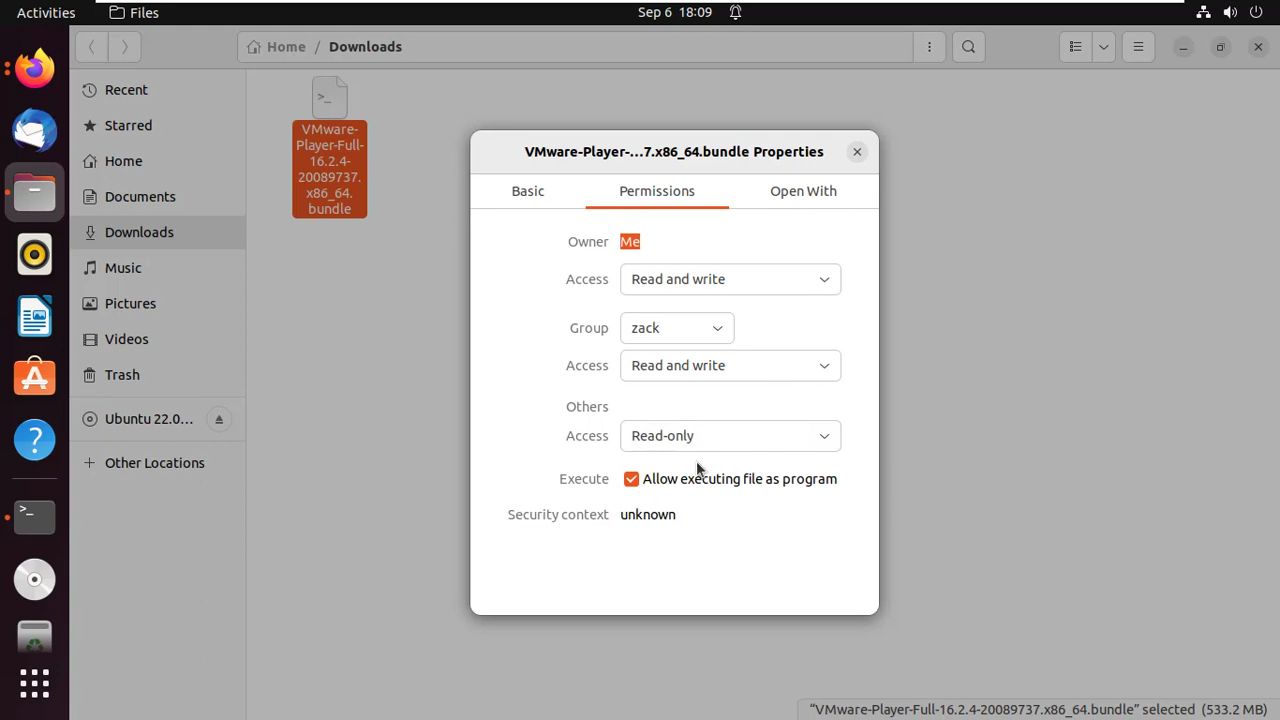 Activities
Files
Sep 6 18:09
Home / Downloads
Recent
Starred
Home
Documents
Downloads
Music
Pictures
Videos
Trash
Ubuntu 22.0...
Other Locations
VMware-
Player-Full-
16.2.4-
20089737.
x86_64.
bundle
VMware-Player-...7.x86_64.bundle Properties
Basic
Permissions
Open With
Owner Me
Access Read and write
Group zack
Access Read and write
Others
Access Read-only
Execute Allow executing file as program
Security context unknown
“VMware-Player-Full-16.2.4-20089737.x86_64.bundle” selected (533.2 MB)